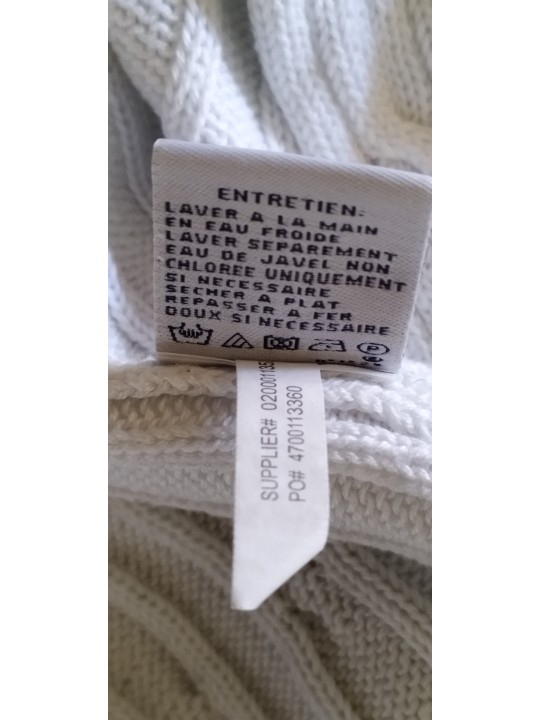 ENTRETIEN:
LAVER A LA MAIN
EN EAU FROIDE
LAVER SEPAREMENT
EAU DE JAVEL NON
CHLOREE UNIQUEMENT
SI NECESSAIRE
SECHER A PLAT
REPASSER A FER
DOUX SI NECESSAIRE
P
SUPPLIER#
PO# 4700113360